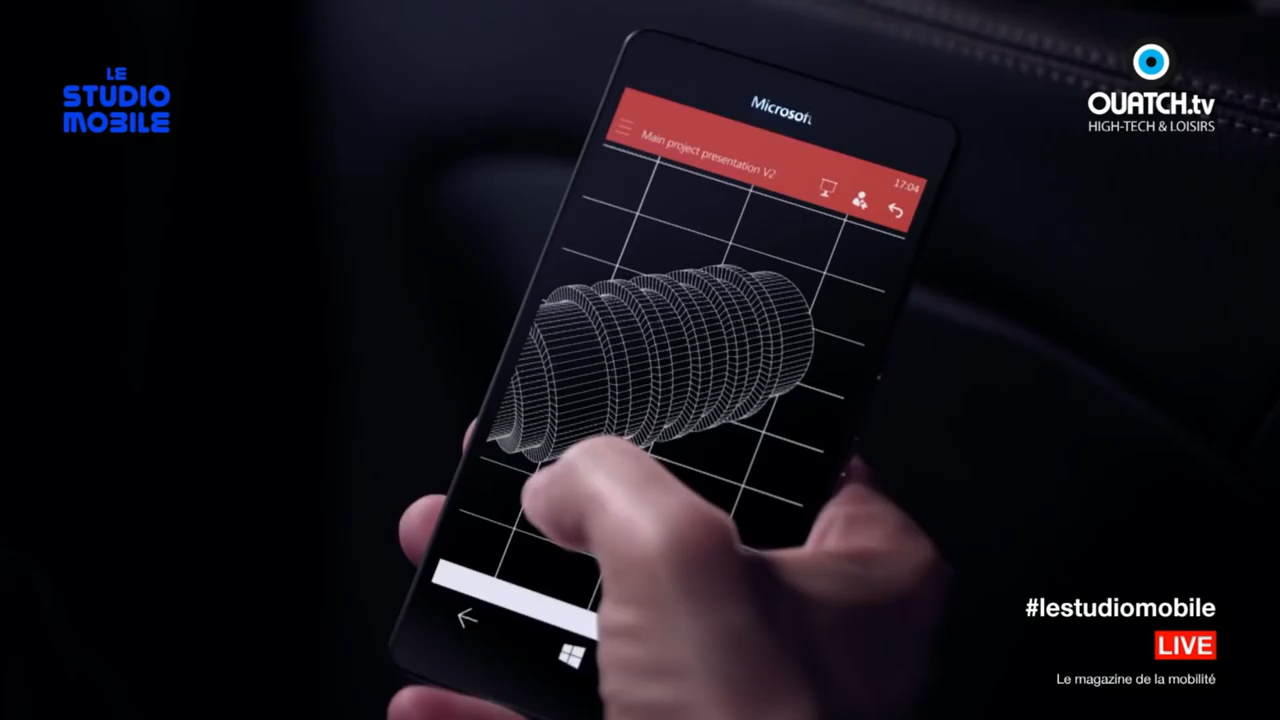 LE
STUDIO
MOBILE
OUATCH.tv
HIGH-TECH & LOISIRS
Microsoft
17:04
Main project presentation V2
#lestudiomobile
LIVE
Le magazine de la mobilité